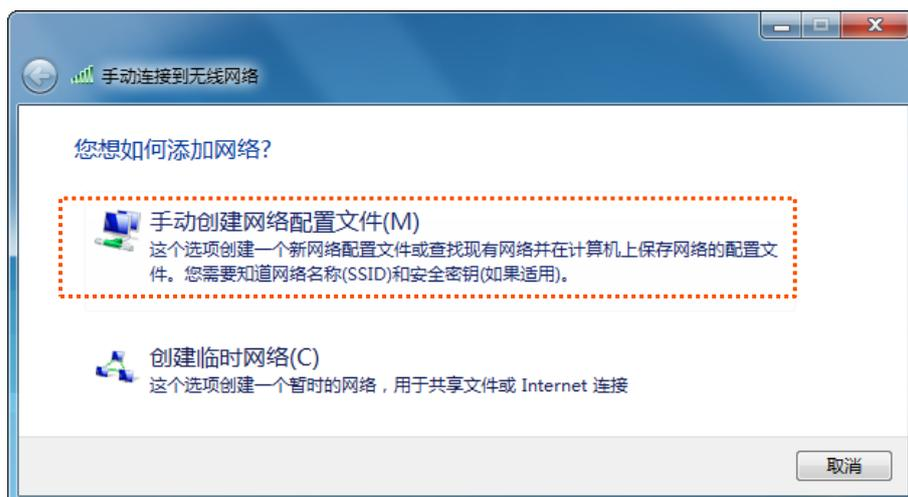 手动连接到无线网络
您想如何添加网络?
手动创建网络配置文件(M)
这个选项创建一个新网络配置文件或查找现有网络并在计算机上保存网络的配置文
件。您需要知道网络名称(SSID)和安全密钥(如果适用)。
创建临时网络(C)
这个选项创建一个暂时的网络，用于共享文件或 Internet 连接
取消